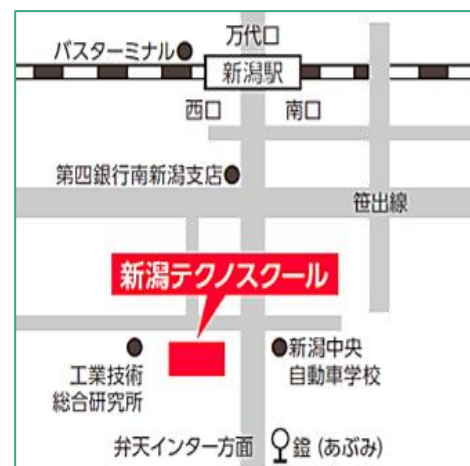 万代口
バスターミナル
新潟駅
西口
南口
第四銀行南新潟支店
笹出線
新潟テクノスクール
工業技術
総合研究所
新潟中央
自動車学校
弁天インター方面
鐙 (あぶみ)